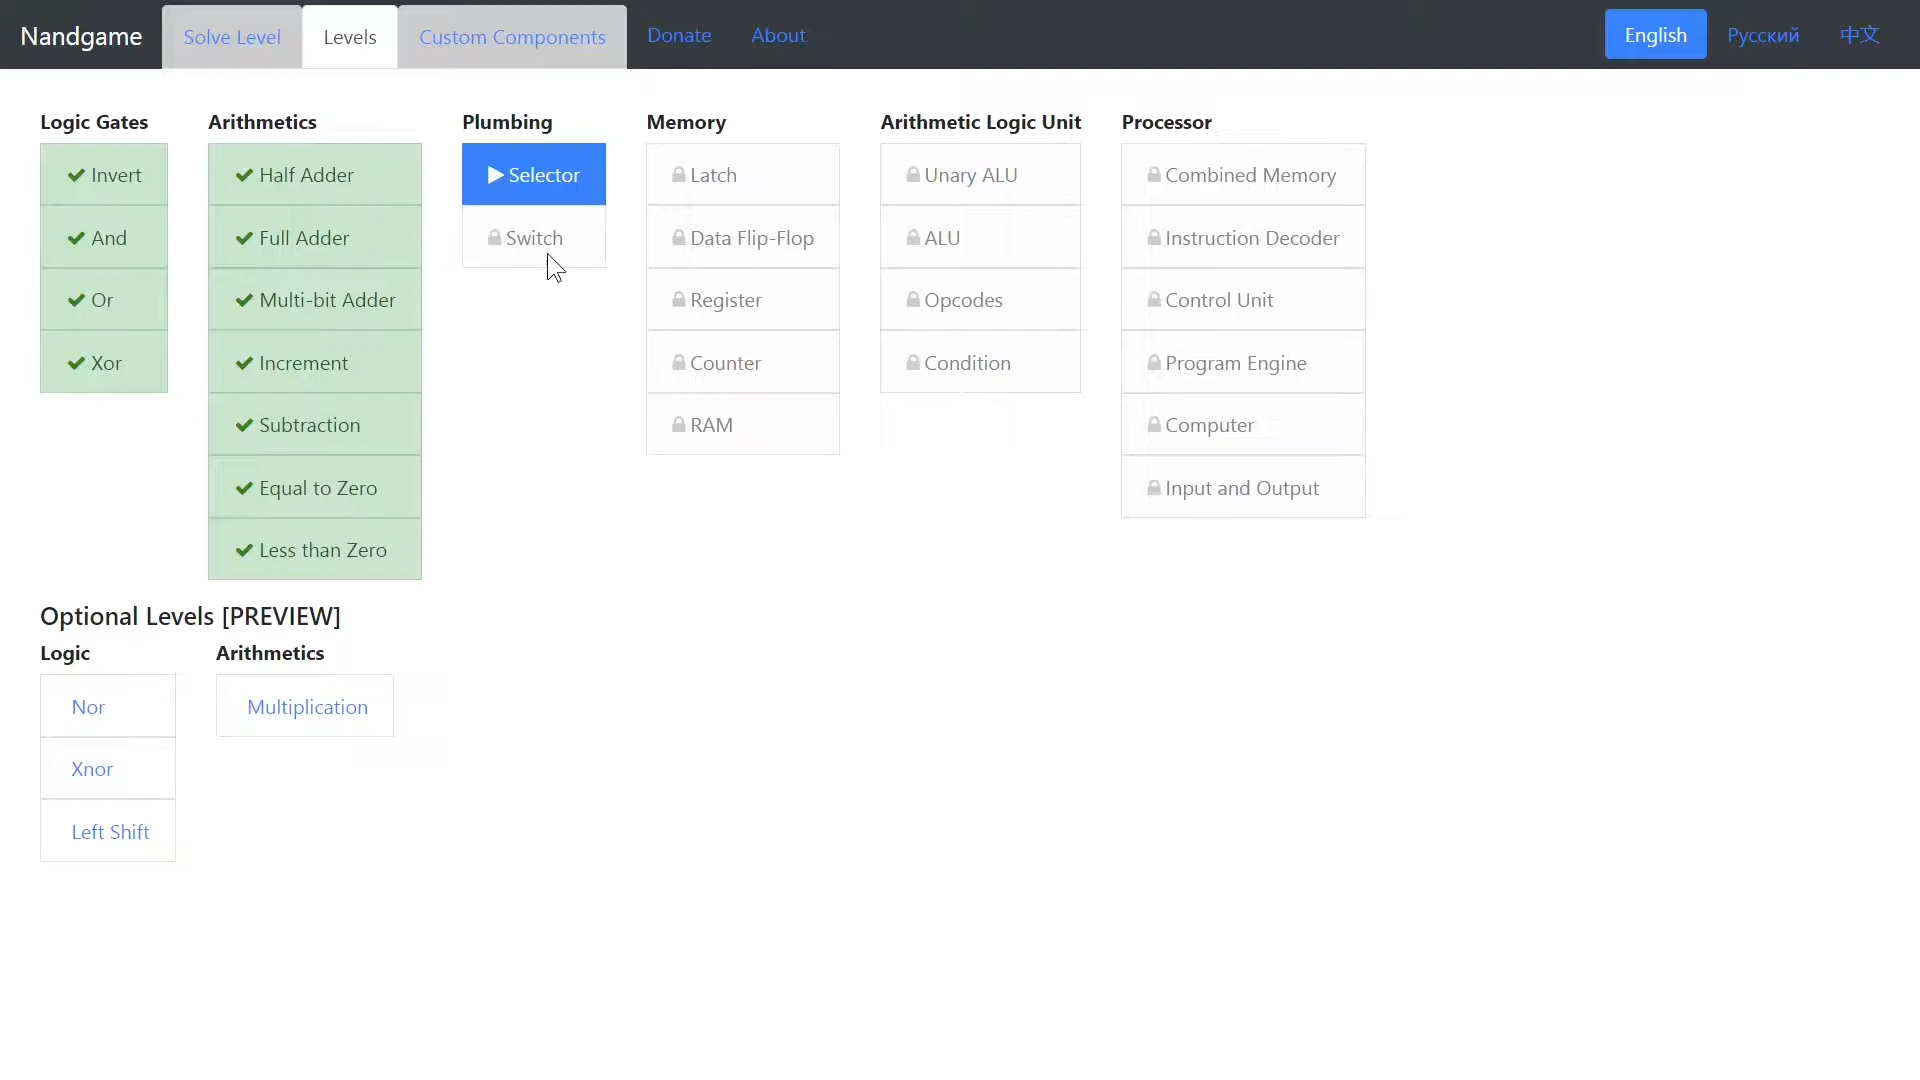 Nandgame
Solve Level
Levels
Custom Components
Donate
About
English
Русский
中文
Logic Gates
Invert
And
Or
Xor
Arithmetics
Half Adder
Full Adder
Multi-bit Adder
Increment
Subtraction
Equal to Zero
Less than Zero
Plumbing
Selector
Switch
Memory
Latch
Data Flip-Flop
Register
Counter
RAM
Arithmetic Logic Unit
Unary ALU
ALU
Opcodes
Condition
Processor
Combined Memory
Instruction Decoder
Control Unit
Program Engine
Computer
Input and Output
Optional Levels [PREVIEW]
Logic
Nor
Xnor
Left Shift
Arithmetics
Multiplication